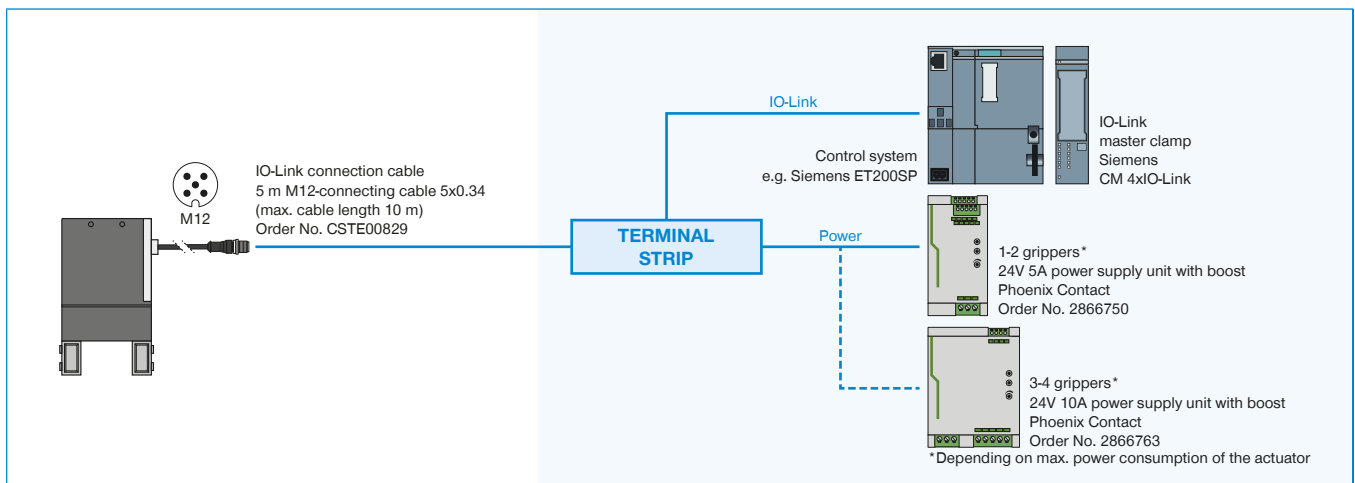 IO-Link connection cable
5 m M12-connecting cable 5x0.34
(max. cable length 10 m)
Order No. CSTE00829
M12
TERMINAL
STRIP
IO-Link
Control system
e.g. Siemens ET200SP
IO-Link
master clamp
Siemens
CM 4xIO-Link
Power
1-2 grippers*
24V 5A power supply unit with boost
Phoenix Contact
Order No. 2866750
3-4 grippers*
24V 10A power supply unit with boost
Phoenix Contact
Order No. 2866763
*Depending on max. power consumption of the actuator